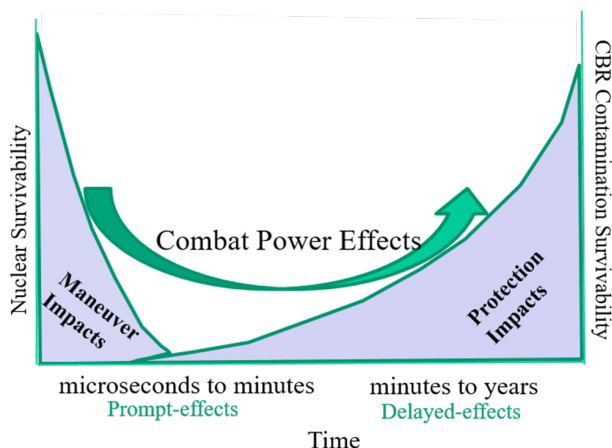 Nuclear Survivability
CBR Contamination Survivability
Combat Power Effects
Maneuver
Impacts
Protection
Impacts
microseconds to minutes
Prompt-effects
minutes to years
Delayed-effects
Time